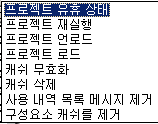 프로젝트 유휴 상태
프로젝트 재실행
프로젝트 언로드
프로젝트 로드
캐쉬 무효화
캐쉬 삭제
사용 내역 목록 메시지 제거
구성요소 캐쉬를 제거